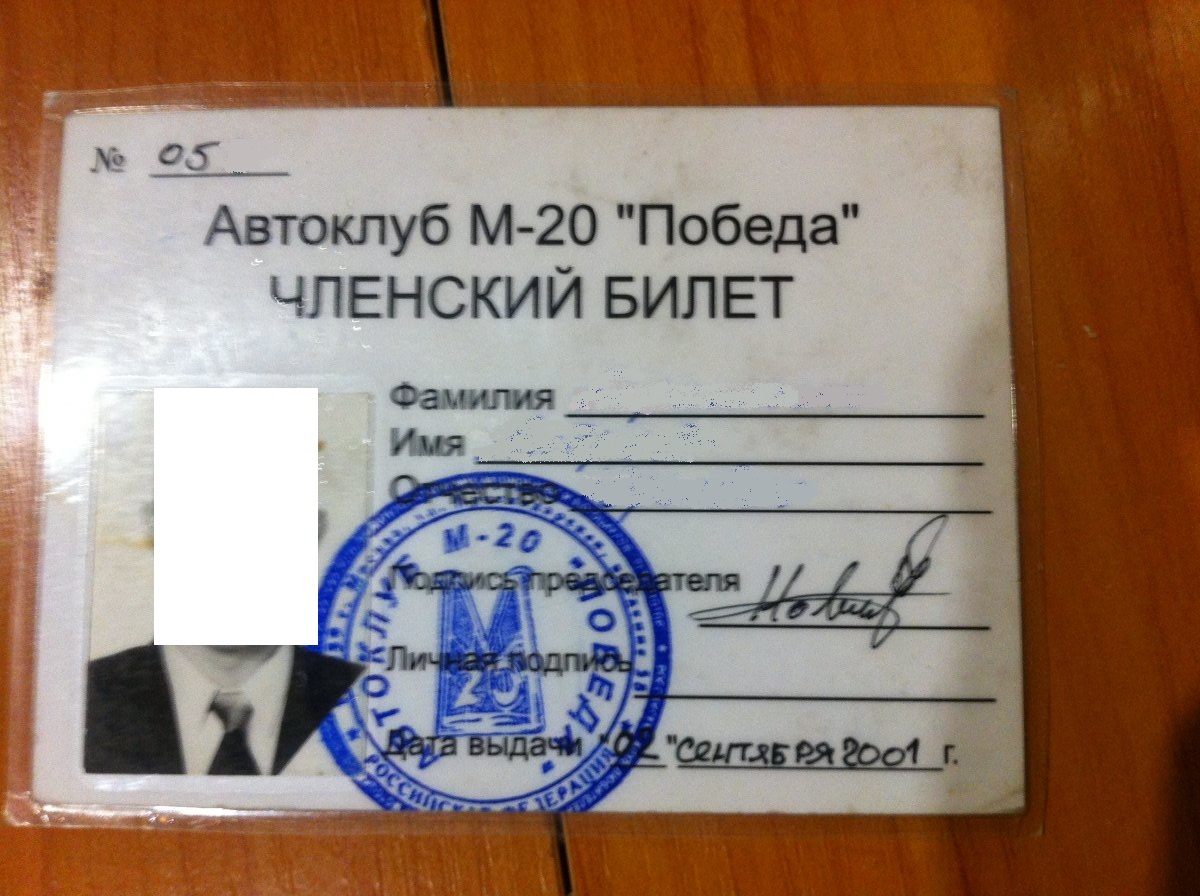 № 05
Автоклуб М-20 "Победа"
ЧЛЕНСКИЙ БИЛЕТ
Фамилия
Имя
Отчество
Подпись председателя
Личная подпись
Дата выдачи "02" сентября 2001 г.
АВТОКЛУБ М-20 "ПОБЕДА"
М
20
РОССИЙСКАЯ ФЕДЕРАЦИЯ